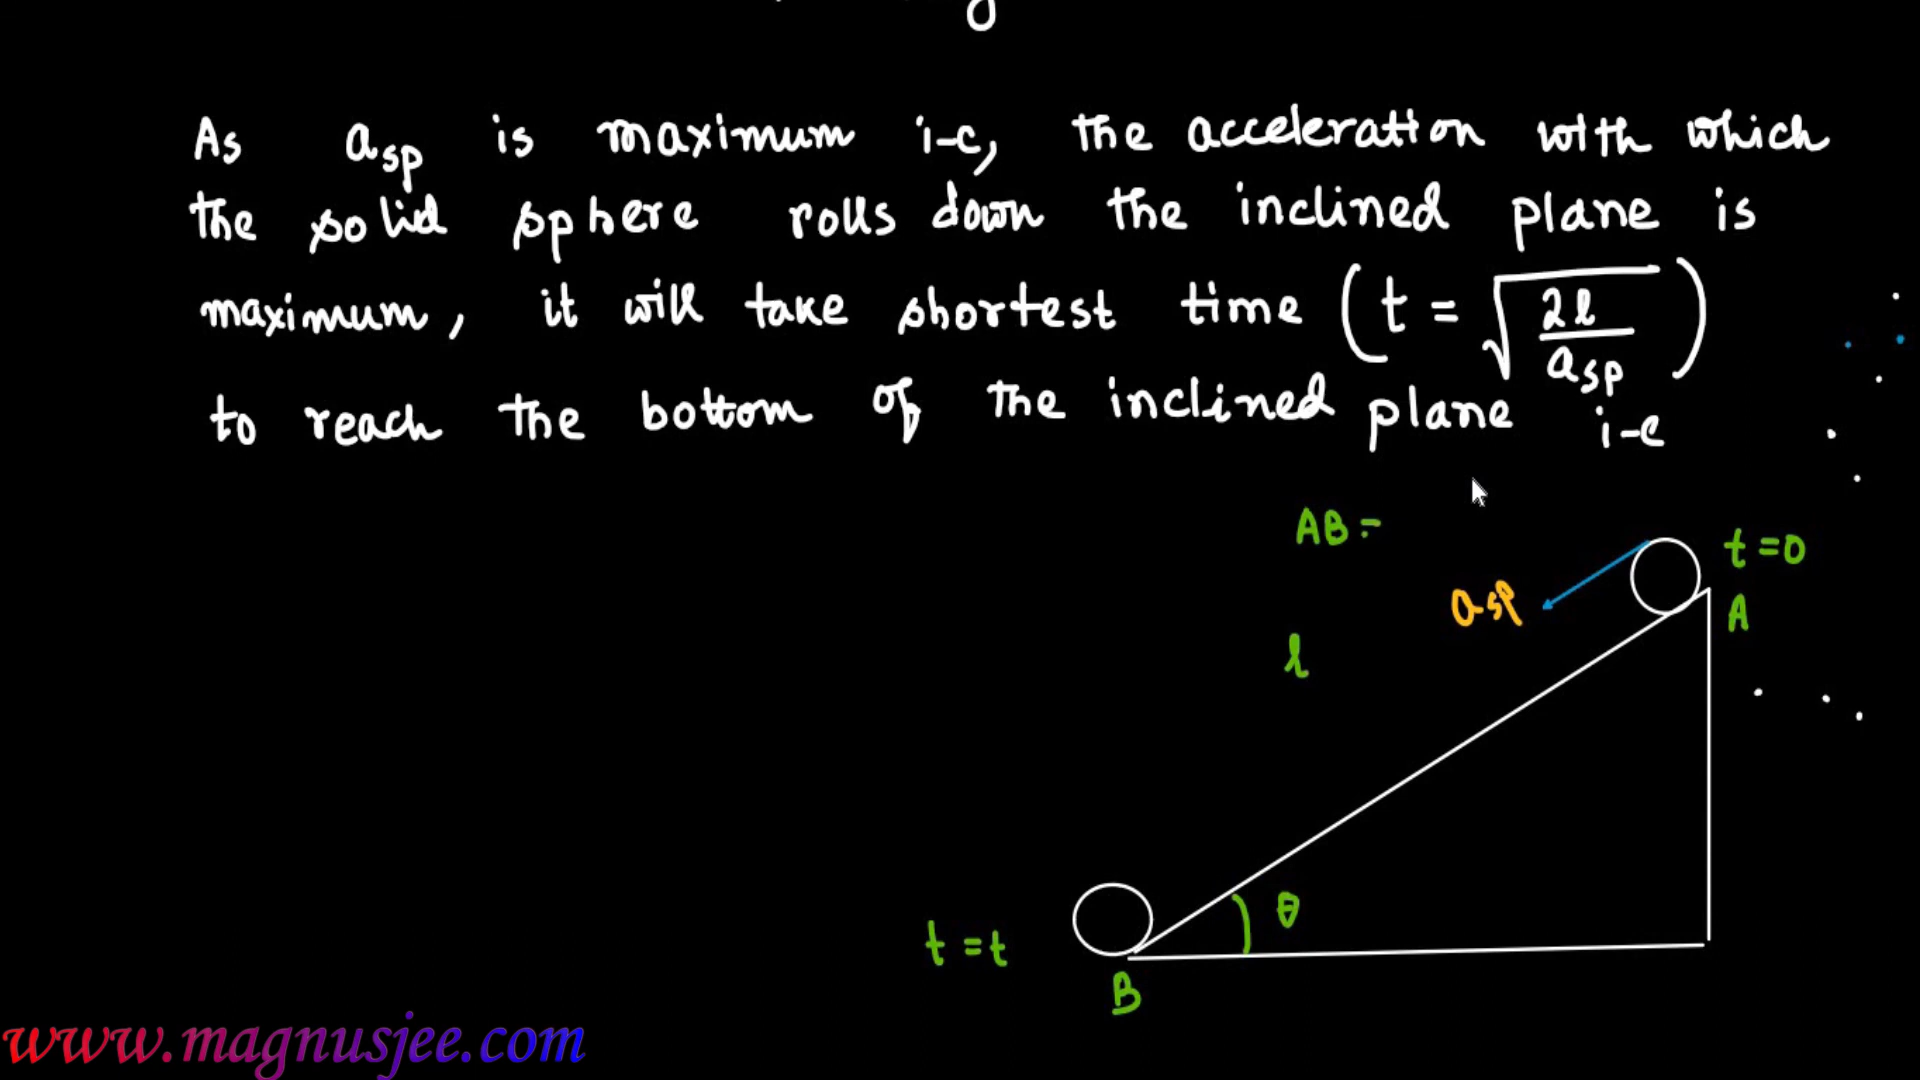 As a_sp is maximum i-c, the acceleration with which
the solid sphere rolls down the inclined plane is
maximum, it will take shortest time (t = √(2l/a_sp))
to reach the bottom of the inclined plane i-e
AB =
t = 0
a_sp
A
l
θ
t = t
B
www.magnusjee.com